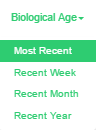 Biological Age
Most Recent
Recent Week
Recent Month
Recent Year